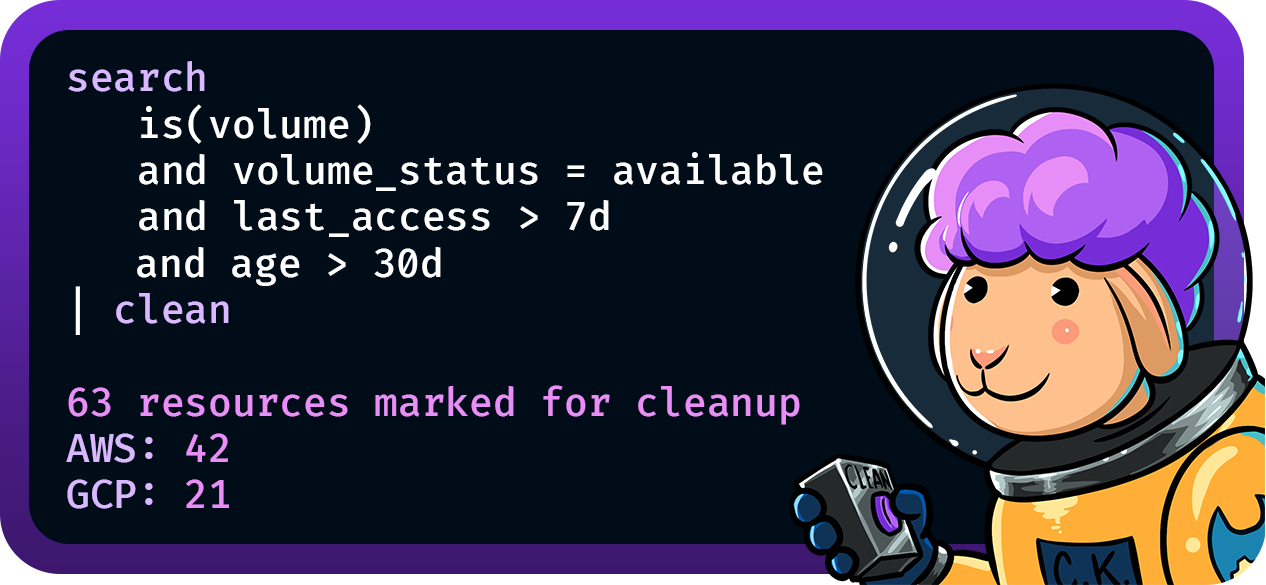 search
is(volume)
and volume_status = available
and last_access > 7d
and age > 30d
| clean
63 resources marked for cleanup
AWS: 42
GCP: 21
CLEAN